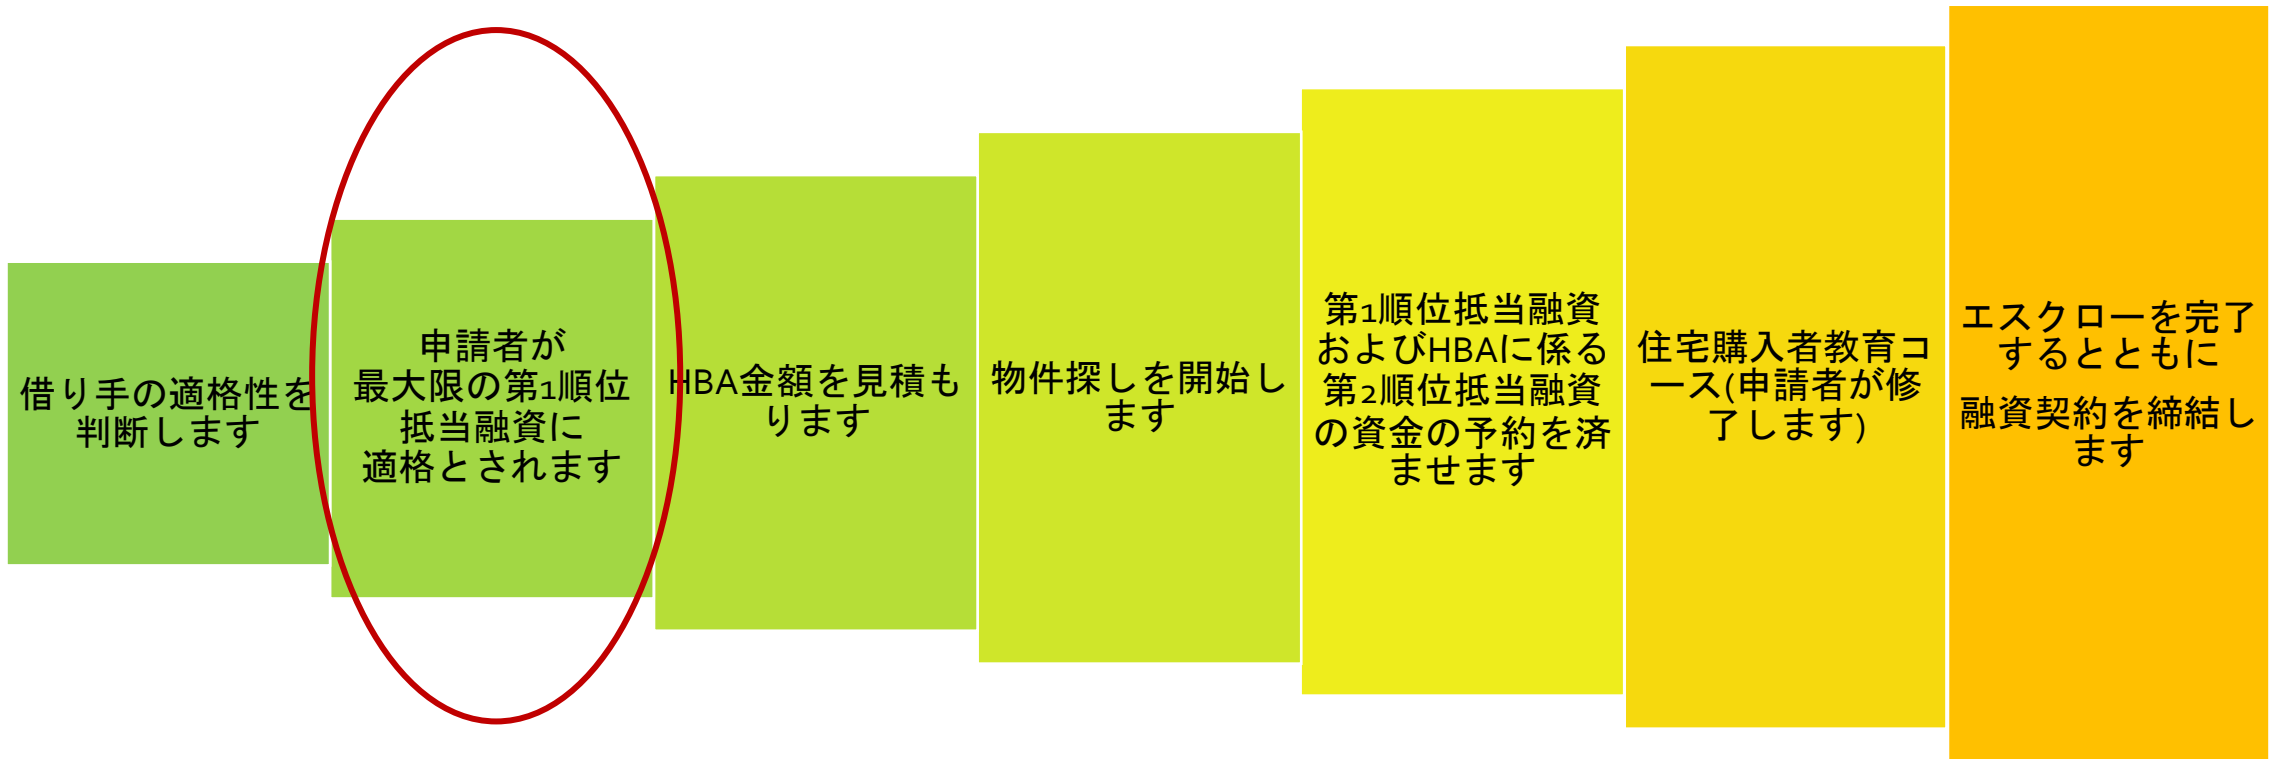 借り手の適格性を
判断します
申請者が
最大限の第1順位
抵当融資に
適格とされます
HBA金額を見積も
ります
物件探しを開始し
ます
第1順位抵当融資
およびHBAに係る
第2順位抵当融資
の資金の予約を済
ませます
住宅購入者教育コ
ース(申請者が修
了します)
エスクローを完了
するとともに
融資契約を締結し
ます